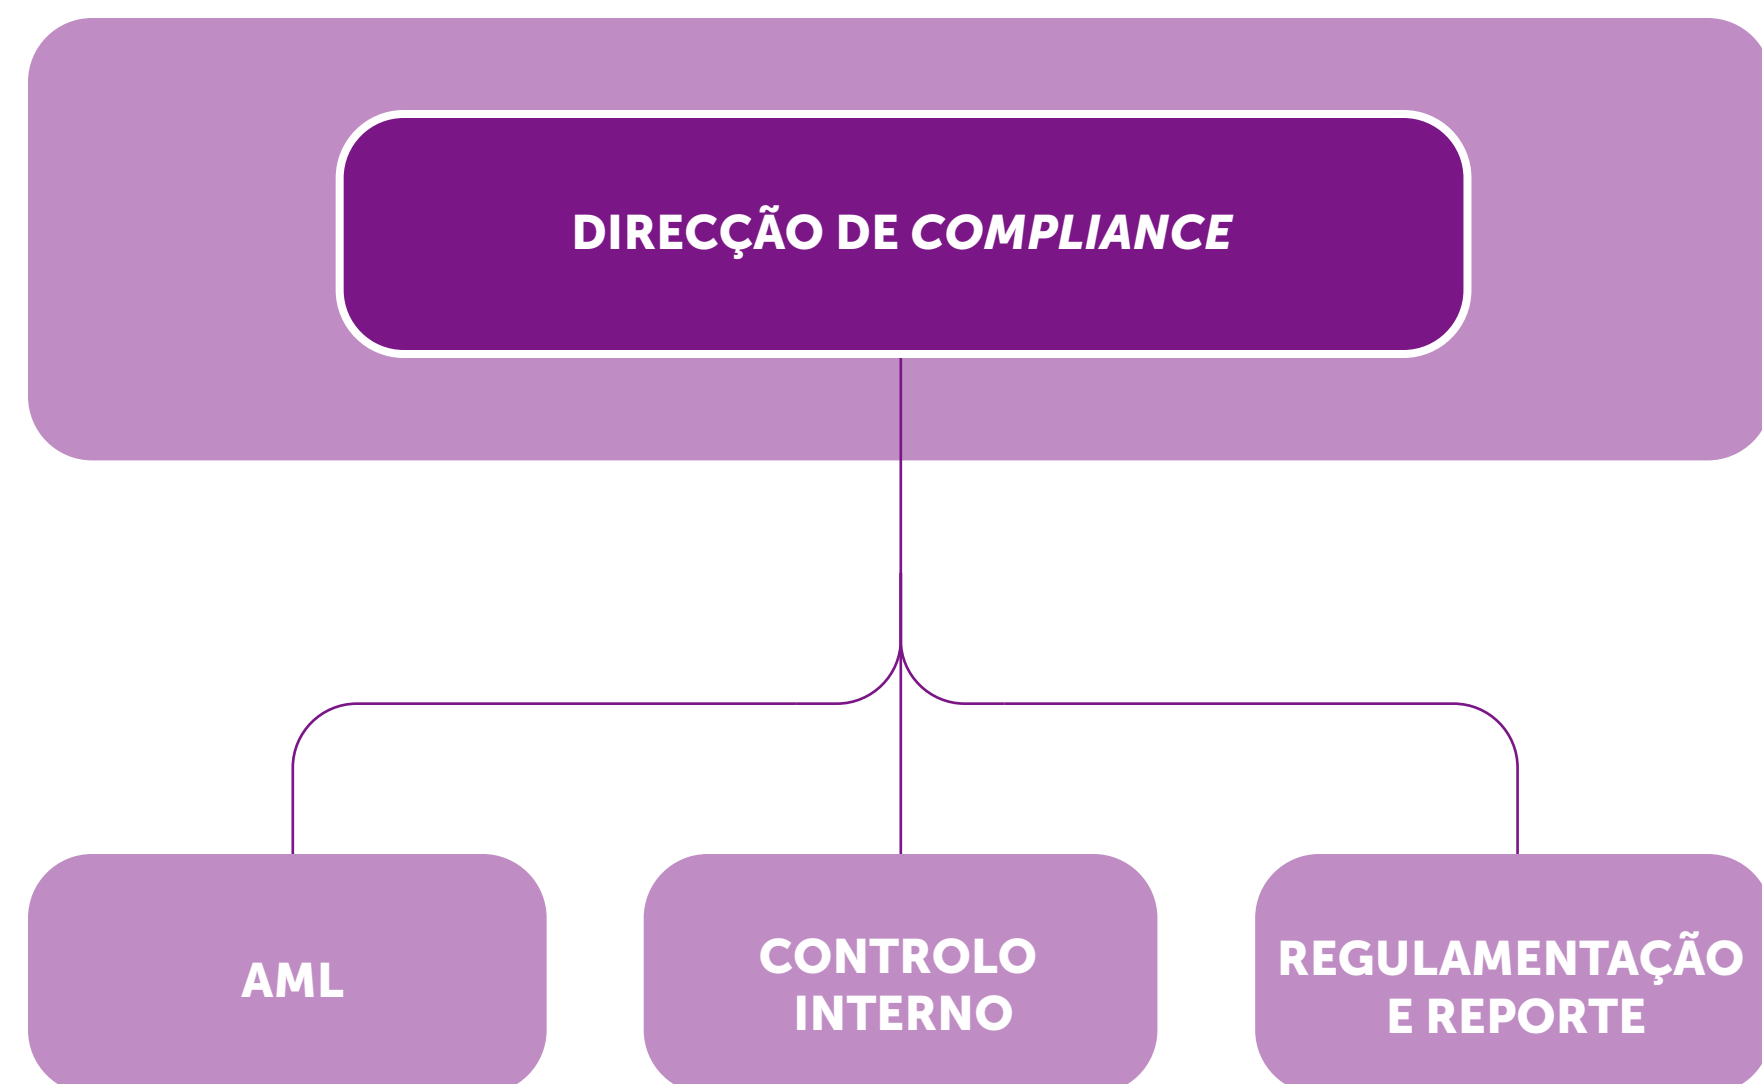 DIRECÇÃO DE COMPLIANCE
AML
CONTROLO
INTERNO
REGULAMENTAÇÃO
E REPORTE